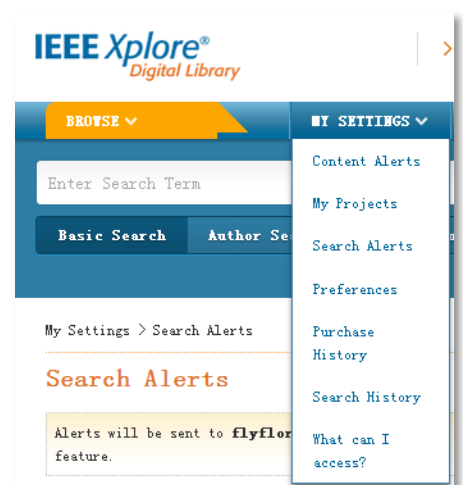 IEEE Xplore®
Digital Library
BROWSE
MY SETTINGS
Content Alerts
My Projects
Search Alerts
Preferences
Purchase
History
Search History
What can I
access?
Enter Search Term
Basic Search
Author
My Settings > Search Alerts
Search Alerts
Alerts will be sent to
feature.